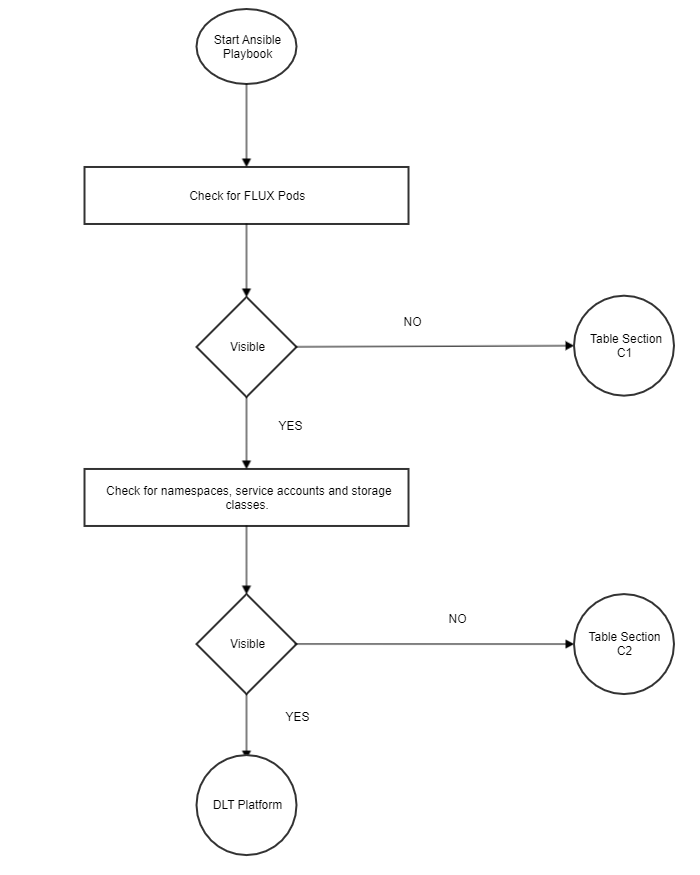 Start Ansible
Playbook
Check for FLUX Pods
Visible
NO
Table Section
C1
YES
Check for namespaces, service accounts and storage
classes.
Visible
NO
Table Section
C2
YES
DLT Platform